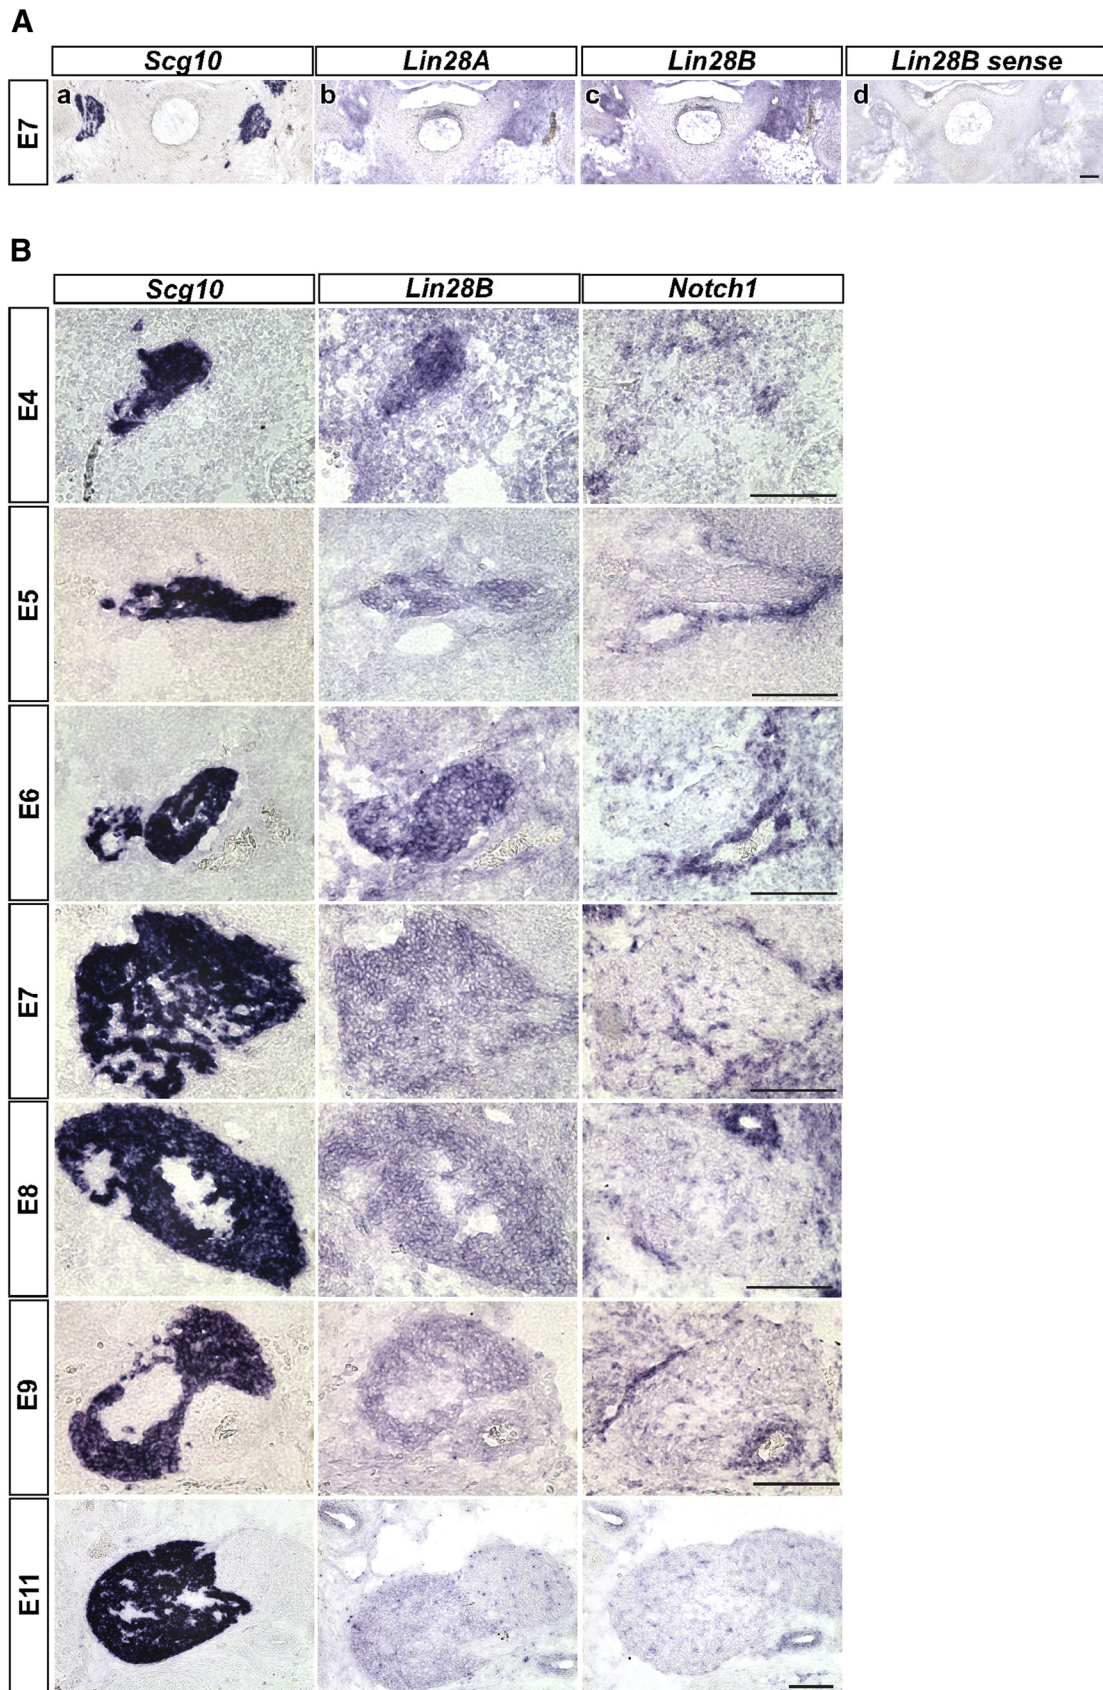 A
Scg10 Lin28A Lin28B Lin28B sense
E7 a b c d
B
Scg10 Lin28B Notch1
E4
E5
E6
E7
E8
E9
E11